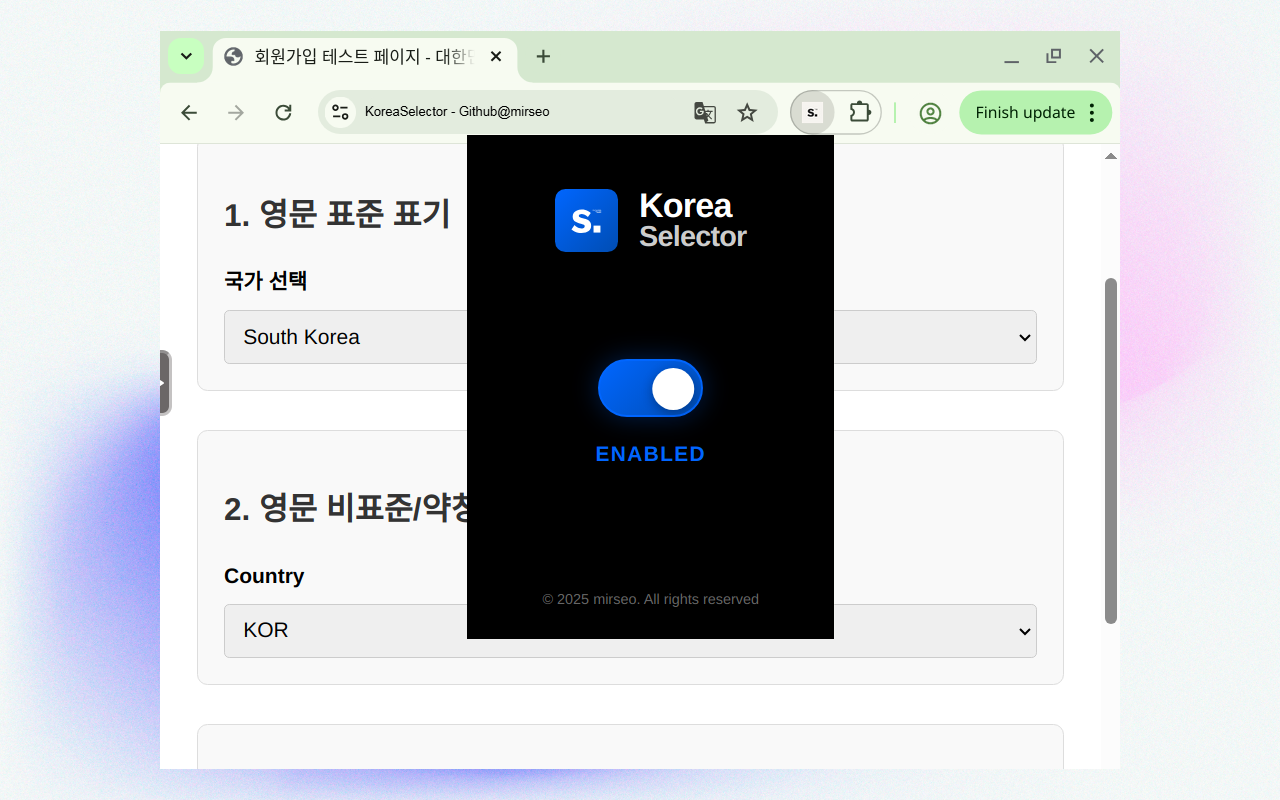 회원가입 테스트 페이지 - 대한
KoreaSelector - Github@mirseo
s.
Finish update
s.
Korea
Selector
1. 영문 표준 표기
국가 선택
South Korea
ENABLED
2. 영문 비표준/약칭
Country
KOR
© 2025 mirseo. All rights reserved